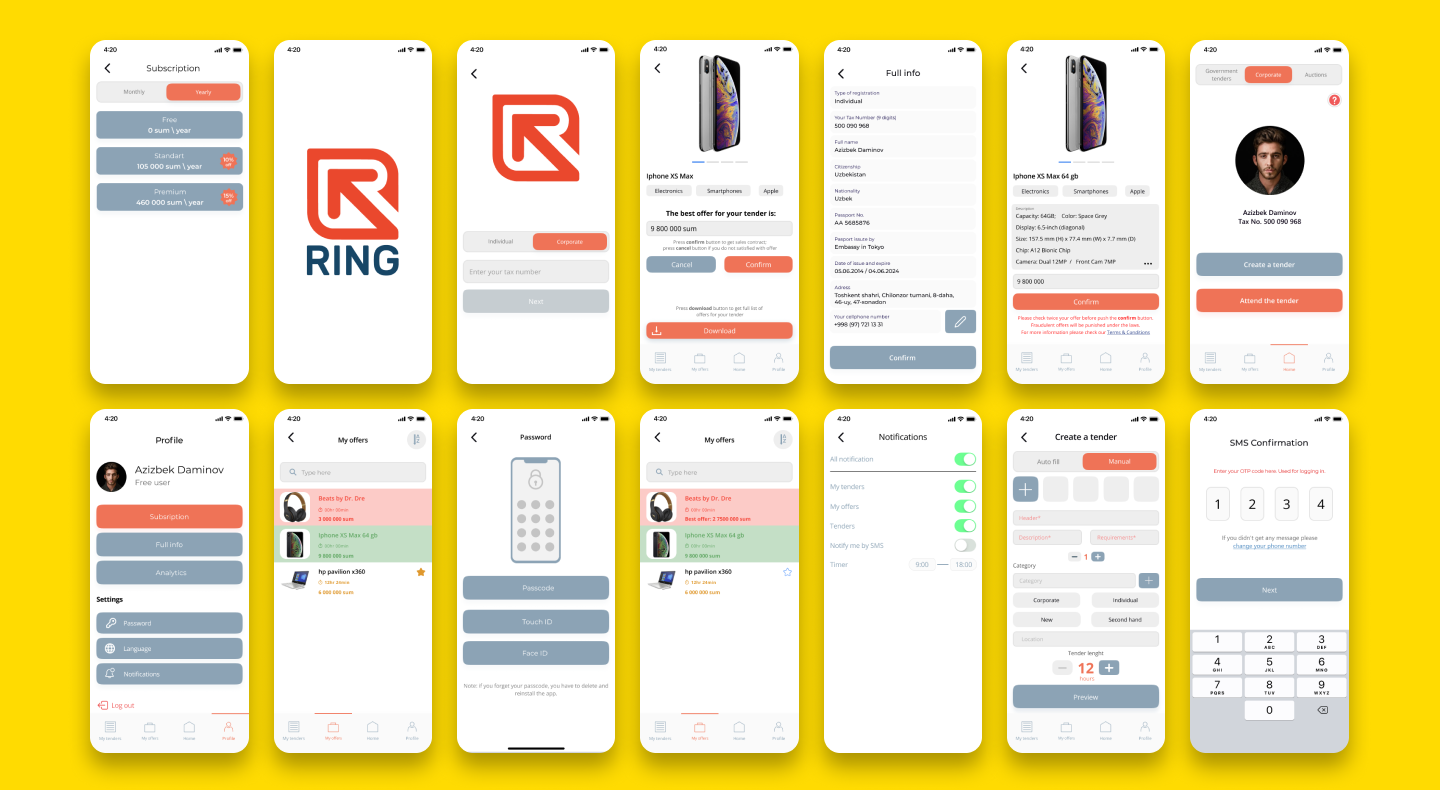 4:20
Subscription
Monthly
Yearly
Free
0 sum \ year
Standart
105 000 sum \ year
10%
off
Premium
460 000 sum \ year
15%
off
4:20
RING
4:20
Individual
Corporate
Enter your tax number
Next
4:20
Iphone XS Max
Electronics
Smartphones
Apple
The best offer for your tender is:
9 800 000 sum
Press confirm button to get sales contract;
press cancel button if you do not satisfied with offer
Cancel
Confirm
Press download button to get full list of
offers for your tender
Download
My tenders
My offers
Home
Profile
4:20
Full info
Type of registration
Individual
Your Tax Number (9 digits)
500 090 968
Full name
Azizbek Daminov
Citizenship
Uzbekistan
Nationality
Uzbek
Passport No.
AA 5685876
Pasport issue by
Embassy in Tokyo
Date of issue and expire
05.06.2014 / 04.06.2024
Adress
Toshkent shahri, Chilonzor tumani, 8-daha,
46-uy, 47-xonadon
Your cellphone number
+998 (97) 721 13 31
Confirm
4:20
Iphone XS Max 64 gb
Electronics
Smartphones
Apple
Description
Capacity: 64GB; Color: Space Grey
Display: 6.5-inch (diagonal)
Size: 157.5 mm (H) x 77.4 mm (W) x 7.7 mm (D)
Chip: A12 Bionic Chip
Camera: Dual 12MP / Front Cam 7MP
9 800 000
Confirm
Please check twice your offer before push the confirm button.
Fraudulent offers will be punished under the laws.
For more information please check our Terms & Conditions
My tenders
My offers
Home
Profile
4:20
Government
tenders
Corporate
Auctions
?
Azizbek Daminov
Tax No. 500 090 968
Create a tender
Attend the tender
My tenders
My offers
Home
Profile
4:20
Profile
Azizbek Daminov
Free user
Subsription
Full info
Analytics
Settings
Password
Language
Notifications
Log out
My tenders
My offers
Home
Profile
4:20
My offers
Type here
Beats by Dr. Dre
00h 00min
3 000 000 sum
Iphone XS Max 64 gb
00h 00min
9 800 000 sum
hp pavilion x360
12h 24min
6 000 000 sum
My tenders
My offers
Home
Profile
4:20
Password
Passcode
Touch ID
Face ID
Note: if you forget your passcode, you have to delete and
reinstall the app.
4:20
My offers
Type here
Beats by Dr. Dre
00h 00min
Best offer: 2 7500 000 sum
Iphone XS Max 64 gb
00h 00min
9 800 000 sum
hp pavilion x360
12h 24min
6 000 000 sum
My tenders
My offers
Home
Profile
4:20
Notifications
All notification
My tenders
My offers
Tenders
Notify me by SMS
Timer
9:00
18:00
4:20
Create a tender
Auto fill
Manual
Header*
Description*
Requirements*
1
Category
Category
Corporate
Individual
New
Second hand
Location
Tender lenght
12
hours
Preview
My tenders
My offers
Home
Profile
4:20
SMS Confirmation
Enter your OTP code here. Used for logging in.
1 2 3 4
If you didn't get any message please
change your phone number
Next
1 2 3
ABC DEF
4 5 6
GHI JKL MNO
7 8 9
PQRS TUV WXYZ
0